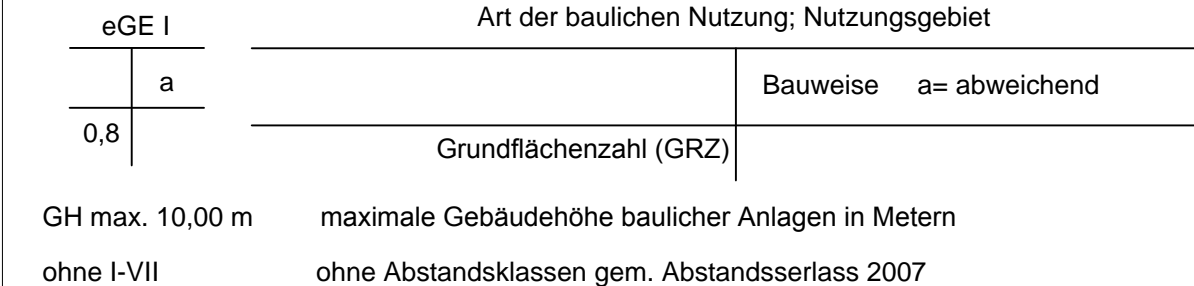 eGE I Art der baulichen Nutzung; Nutzungsgebiet
a Bauweise a= abweichend
0,8 Grundflächenzahl (GRZ)
GH max. 10,00 m maximale Gebäudehöhe baulicher Anlagen in Metern
ohne I-VII ohne Abstandsklassen gem. Abstandsserlass 2007